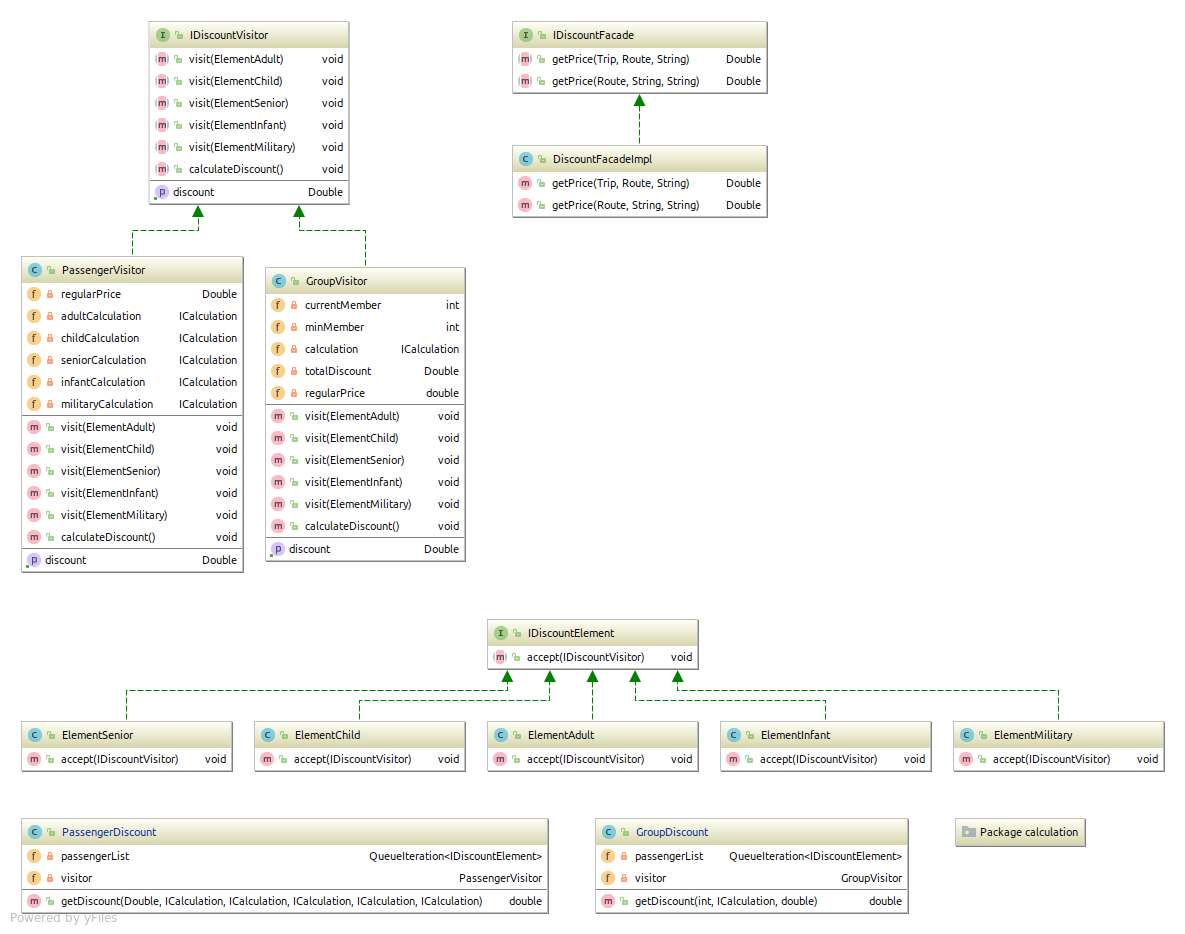 IDiscountVisitor
visit(ElementAdult) void
visit(ElementChild) void
visit(ElementSenior) void
visit(ElementInfant) void
visit(ElementMilitary) void
calculateDiscount() void
discount Double
IDiscountFacade
getPrice(Trip, Route, String) Double
getPrice(Route, String, String) Double
DiscountFacadeImpl
getPrice(Trip, Route, String) Double
getPrice(Route, String, String) Double
PassengerVisitor
regularPrice Double
adultCalculation ICalculation
childCalculation ICalculation
seniorCalculation ICalculation
infantCalculation ICalculation
militaryCalculation ICalculation
visit(ElementAdult) void
visit(ElementChild) void
visit(ElementSenior) void
visit(ElementInfant) void
visit(ElementMilitary) void
calculateDiscount() void
discount Double
GroupVisitor
currentMember int
minMember int
calculation ICalculation
totalDiscount Double
regularPrice double
visit(ElementAdult) void
visit(ElementChild) void
visit(ElementSenior) void
visit(ElementInfant) void
visit(ElementMilitary) void
calculateDiscount() void
discount Double
IDiscountElement
accept(IDiscountVisitor) void
ElementSenior
accept(IDiscountVisitor) void
ElementChild
accept(IDiscountVisitor) void
ElementAdult
accept(IDiscountVisitor) void
ElementInfant
accept(IDiscountVisitor) void
ElementMilitary
accept(IDiscountVisitor) void
PassengerDiscount
passengerList QueueIteration<IDiscountElement>
visitor PassengerVisitor
getDiscount(Double, ICalculation, ICalculation, ICalculation, ICalculation, ICalculation) double
GroupDiscount
passengerList QueueIteration<IDiscountElement>
visitor GroupVisitor
getDiscount(int, ICalculation, double) double
Package calculation
Powered by yFiles